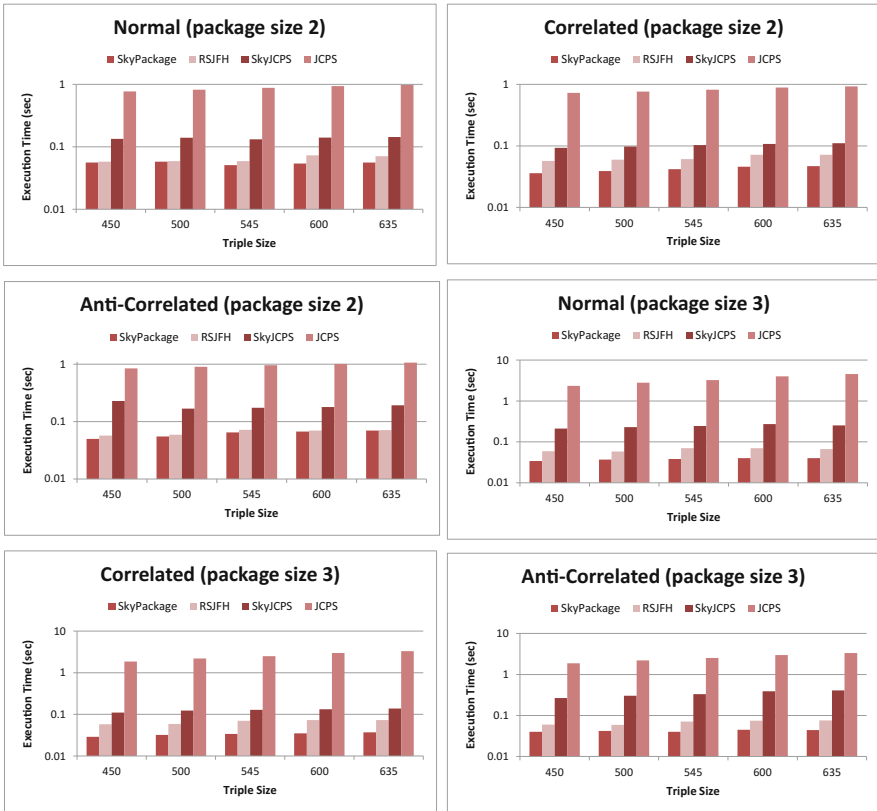 Normal (package size 2)
SkyPackage RSJFH SkyJCPS JCPS
Execution Time (sec)
1
0.1
0.01
450 500 545 600 635
Triple Size
Correlated (package size 2)
SkyPackage RSJFH SkyJCPS JCPS
Execution Time (sec)
1
0.1
0.01
450 500 545 600 635
Triple Size
Anti-Correlated (package size 2)
SkyPackage RSJFH SkyJCPS JCPS
Execution Time (sec)
1
0.1
0.01
450 500 545 600 635
Triple Size
Normal (package size 3)
SkyPackage RSJFH SkyJCPS JCPS
Execution Time (sec)
10
1
0.1
0.01
450 500 545 600 635
Triple Size
Correlated (package size 3)
SkyPackage RSJFH SkyJCPS JCPS
Execution Time (sec)
10
1
0.1
0.01
450 500 545 600 635
Triple Size
Anti-Correlated (package size 3)
SkyPackage RSJFH SkyJCPS JCPS
Execution Time (sec)
10
1
0.1
0.01
450 500 545 600 635
Triple Size